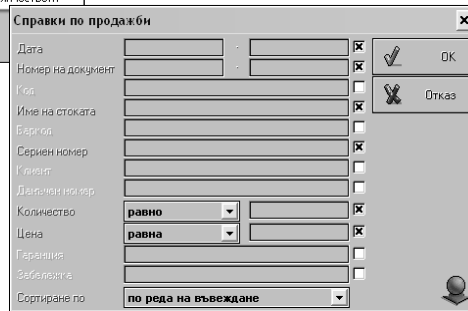 Справки по продажби
Дата - 
Номер на документ - 
Код
Име на стоката
Баркод
Сериен номер
Клиент
Данъчен номер
Количество равно
Цена равна
Гаранция
Забележка
Сортиране по по реда на въвеждане
OK
Отказ